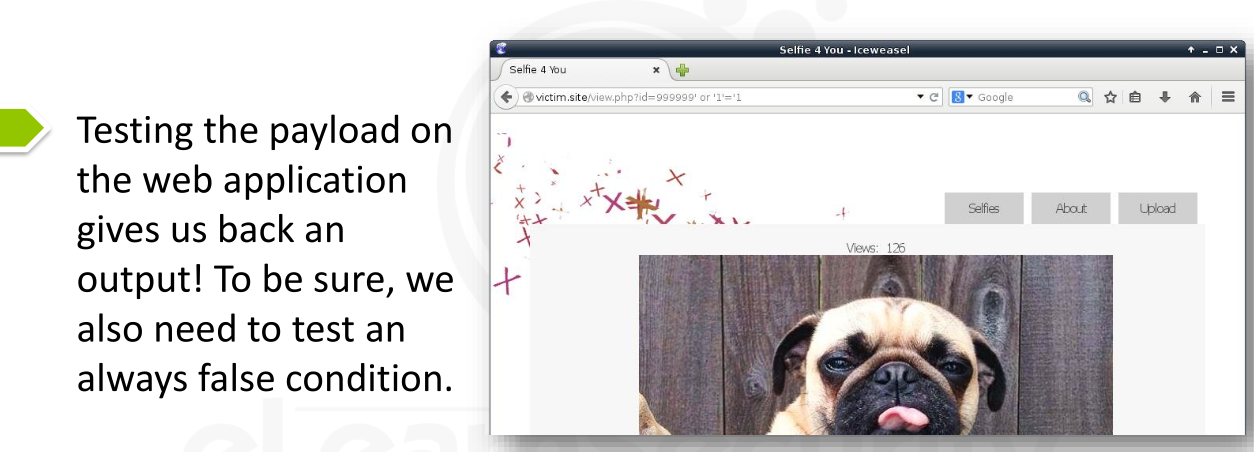 Selfie 4 You - Iceweasel
Selfie 4 You
victim.site/view.php?id=999999' or '1'='1
8 Google
Testing the payload on
the web application
gives us back an
output! To be sure, we
also need to test an
always false condition.
Selfies About Upload
Views: 126